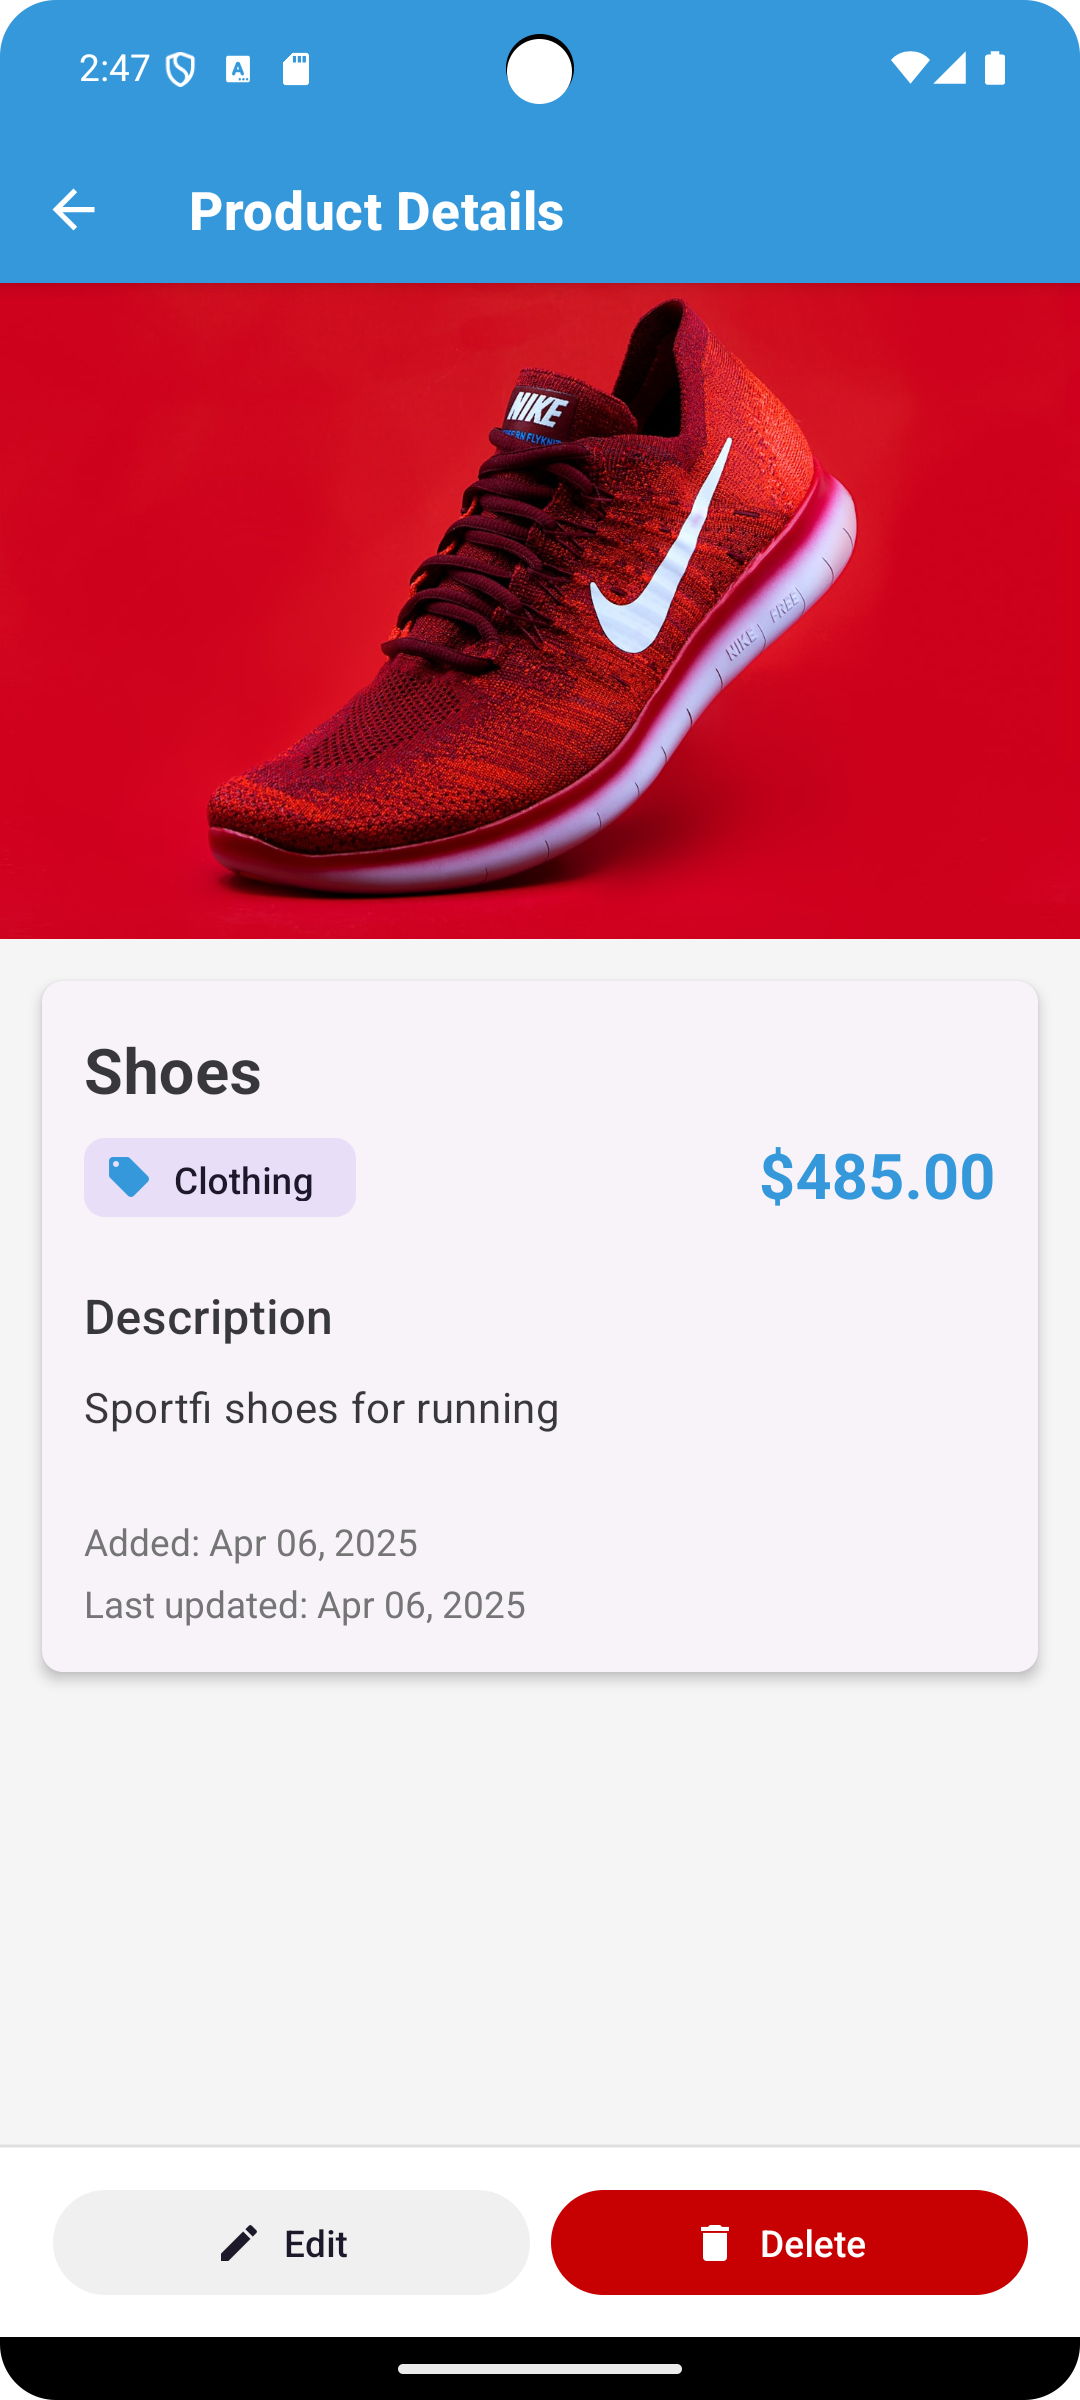 2:47
Product Details
NIKE
NIKE FREE
Shoes
Clothing
$485.00
Description
Sportfi shoes for running
Added: Apr 06, 2025
Last updated: Apr 06, 2025
Edit
Delete